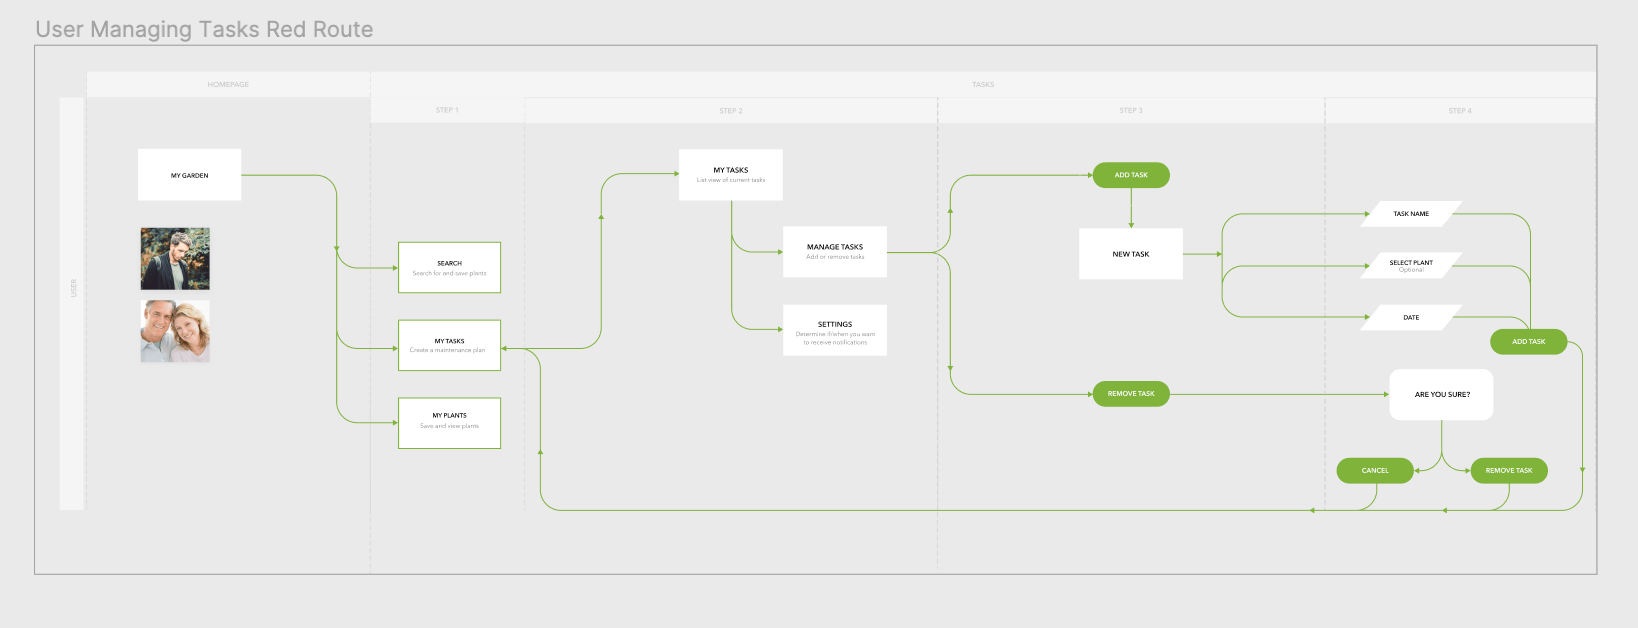 User Managing Tasks Red Route
HOMEPAGE
TASKS
STEP 1
STEP 2
STEP 3
STEP 4
USER
MY GARDEN
SEARCH
Search for and save plants
MY TASKS
Create a maintenance plan
MY PLANTS
Save and view plants
MY TASKS
List view of current tasks
MANAGE TASKS
Add or remove tasks
SETTINGS
Determine if/when you want
to receive notifications
ADD TASK
NEW TASK
REMOVE TASK
TASK NAME
SELECT PLANT
Optional
DATE
ADD TASK
ARE YOU SURE?
CANCEL
REMOVE TASK